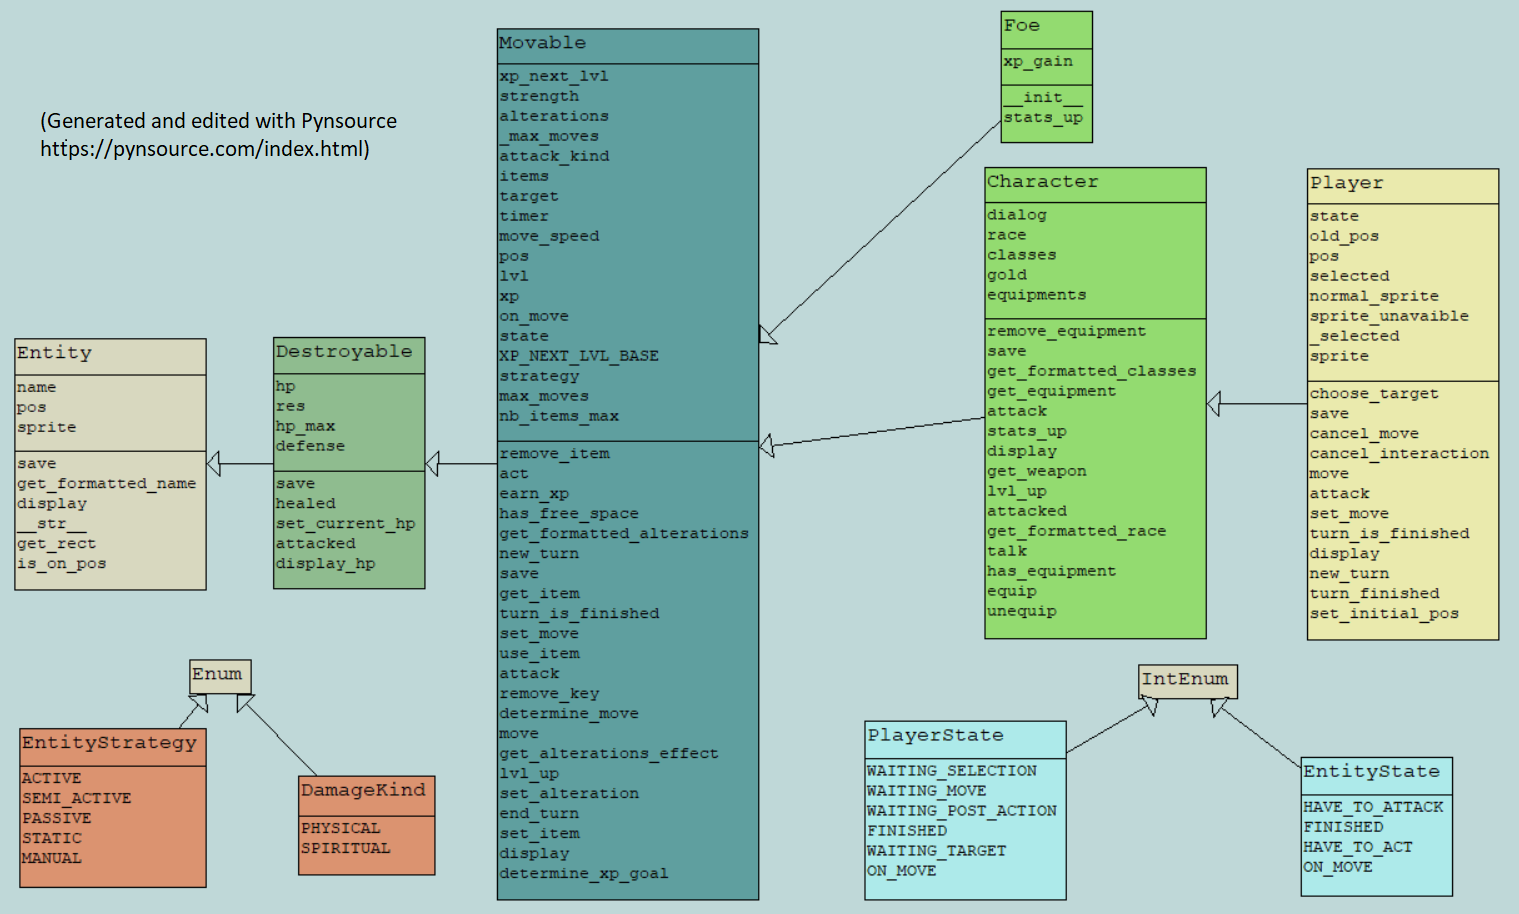 (Generated and edited with Pynsource
https://pynsource.com/index.html)
Entity
name
pos
sprite
save
get_formatted_name
display
__str__
get_rect
is_on_pos
Destroyable
hp
res
hp_max
defense
save
healed
set_current_hp
attacked
display_hp
Movable
xp_next_lvl
strength
alterations
_max_moves
attack_kind
items
target
timer
move_speed
pos
lvl
xp
on_move
state
XP_NEXT_LVL_BASE
strategy
max_moves
nb_items_max
remove_item
act
earn_xp
has_free_space
get_formatted_alterations
new_turn
save
get_item
turn_is_finished
set_move
use_item
attack
remove_key
determine_move
move
get_alterations_effect
lvl_up
set_alteration
end_turn
set_item
display
determine_xp_goal
Foe
xp_gain
__init__
stats_up
Character
dialog
race
classes
gold
equipments
remove_equipment
save
get_formatted_classes
get_equipment
attack
stats_up
display
get_weapon
lvl_up
attacked
get_formatted_race
talk
has_equipment
equip
unequip
Player
state
old_pos
pos
selected
normal_sprite
sprite_unavaible
_selected
sprite
choose_target
save
cancel_move
cancel_interaction
move
attack
set_move
turn_is_finished
display
new_turn
turn_finished
set_initial_pos
Enum
EntityStrategy
ACTIVE
SEMI_ACTIVE
PASSIVE
STATIC
MANUAL
DamageKind
PHYSICAL
SPIRITUAL
IntEnum
PlayerState
WAITING_SELECTION
WAITING_MOVE
WAITING_POST_ACTION
FINISHED
WAITING_TARGET
ON_MOVE
EntityState
HAVE_TO_ATTACK
FINISHED
HAVE_TO_ACT
ON_MOVE